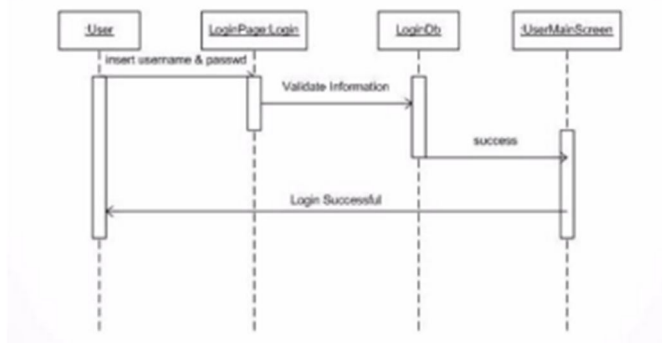 :User
LoginPage:Login
LoginDb
:UserMainScreen
insert username & passwd
Validate Information
success
Login Successful